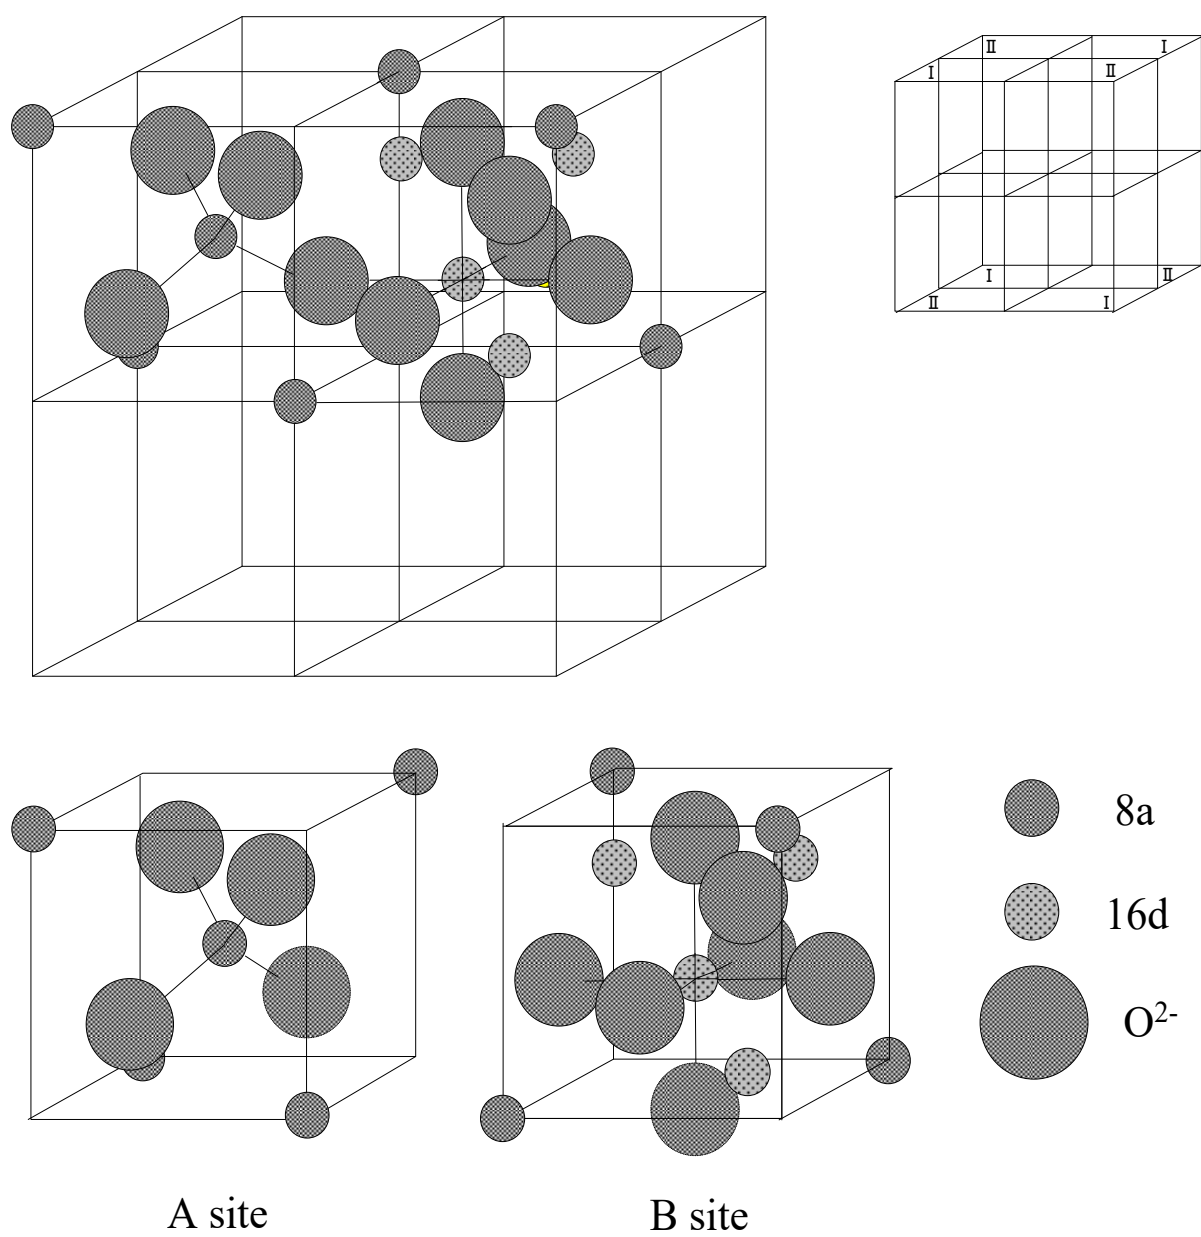 Ⅱ Ⅰ
Ⅰ Ⅱ
Ⅰ Ⅱ
Ⅱ Ⅰ
8a
16d
O²⁻
A site
B site